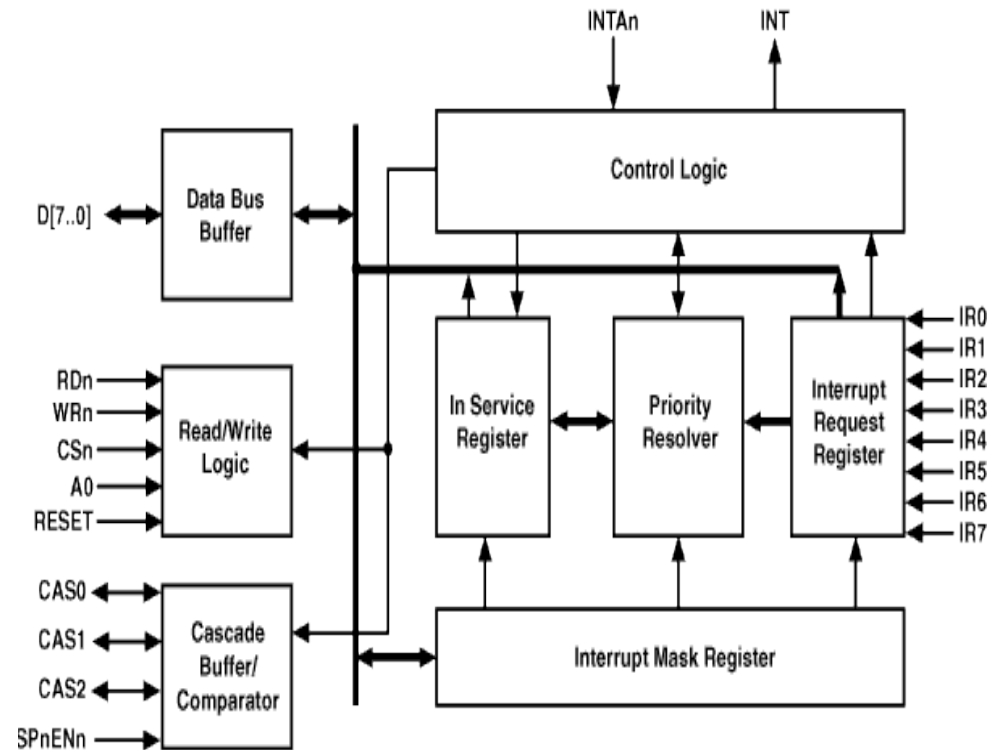 INTAn
INT
Control Logic
Data Bus
Buffer
D[7..0]
IR0
IR1
IR2
IR3
IR4
IR5
IR6
IR7
RDn
WRn
CSn
A0
RESET
Read/Write
Logic
In Service
Register
Priority
Resolver
Interrupt
Request
Register
CAS0
CAS1
CAS2
SPnENn
Cascade
Buffer/
Comparator
Interrupt Mask Register